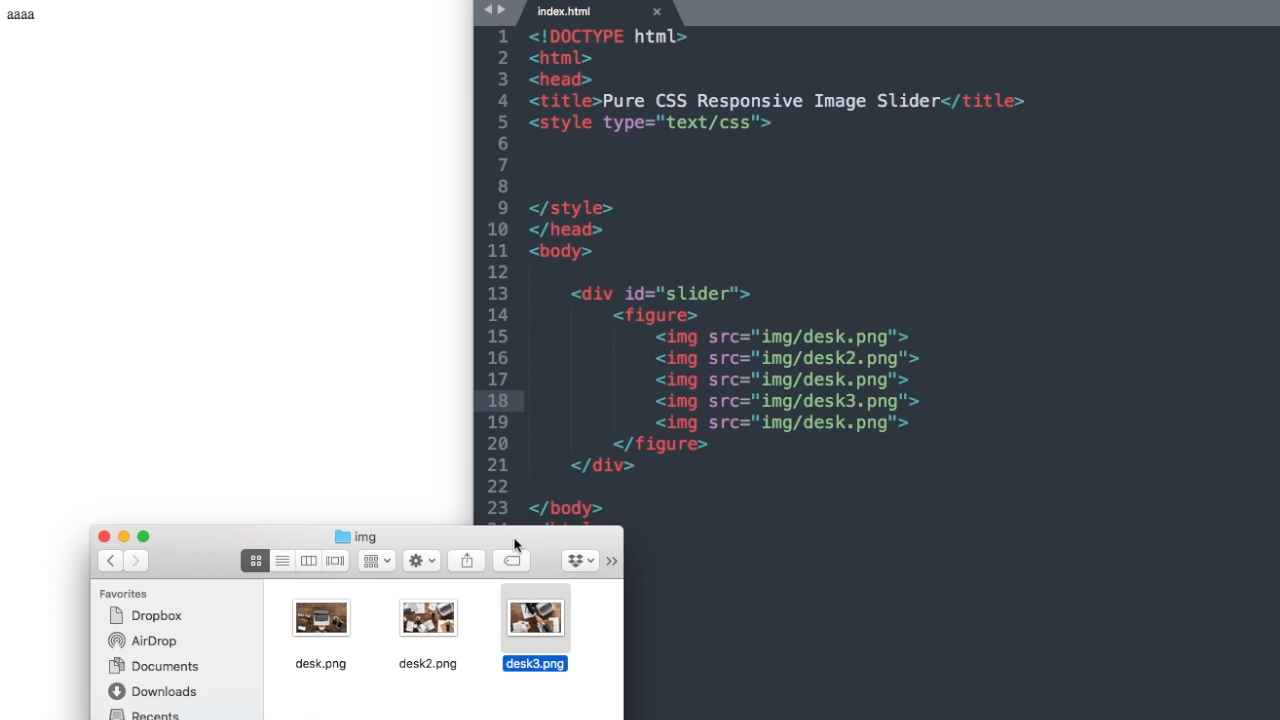 aaaa
index.html ×
1 <!DOCTYPE html>
2 <html>
3 <head>
4 <title>Pure CSS Responsive Image Slider</title>
5 <style type="text/css">
6
7
8
9 </style>
10 </head>
11 <body>
12
13 <div id="slider">
14 <figure>
15 <img src="img/desk.png">
16 <img src="img/desk2.png">
17 <img src="img/desk.png">
18 <img src="img/desk3.png">
19 <img src="img/desk.png">
20 </figure>
21 </div>
22
23 </body>
img
Favorites
Dropbox
AirDrop
Documents
Downloads
Recents
desk.png
desk2.png
desk3.png